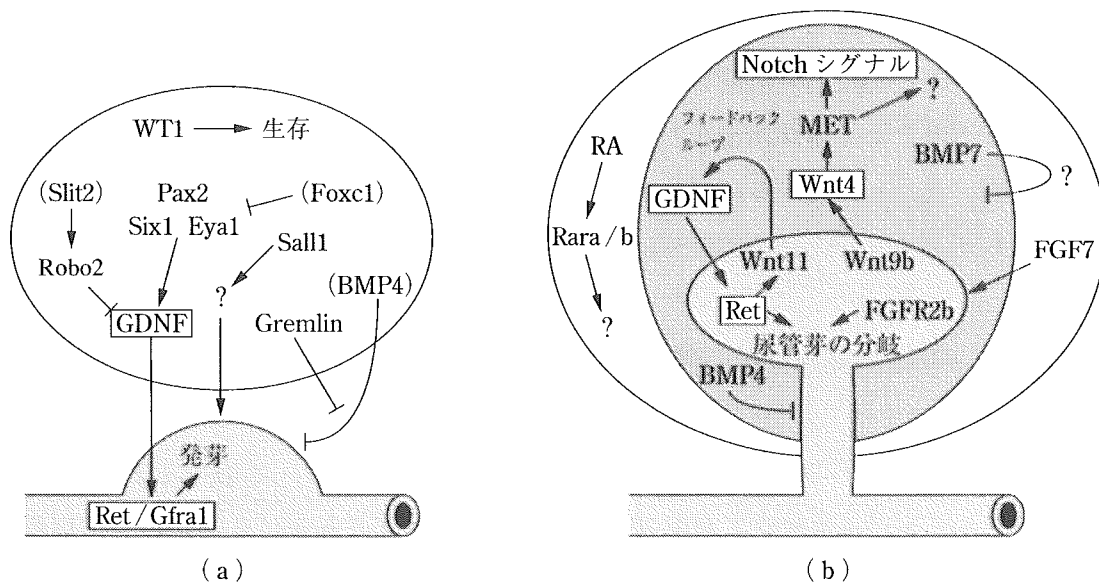 WT1 生存
(Slit2)
Pax2
(Foxc1)
Six1 Eya1
Robo2
Sall1
?
(BMP4)
GDNF
Gremlin
発芽
Ret/Gfra1
(a)
Notch シグナル
?
フィードバック
ループ
MET
RA
BMP7
?
GDNF
Wnt4
Rara/b
Wnt11
Wnt9b
FGF7
Ret
FGFR2b
?
尿管芽の分岐
BMP4
(b)